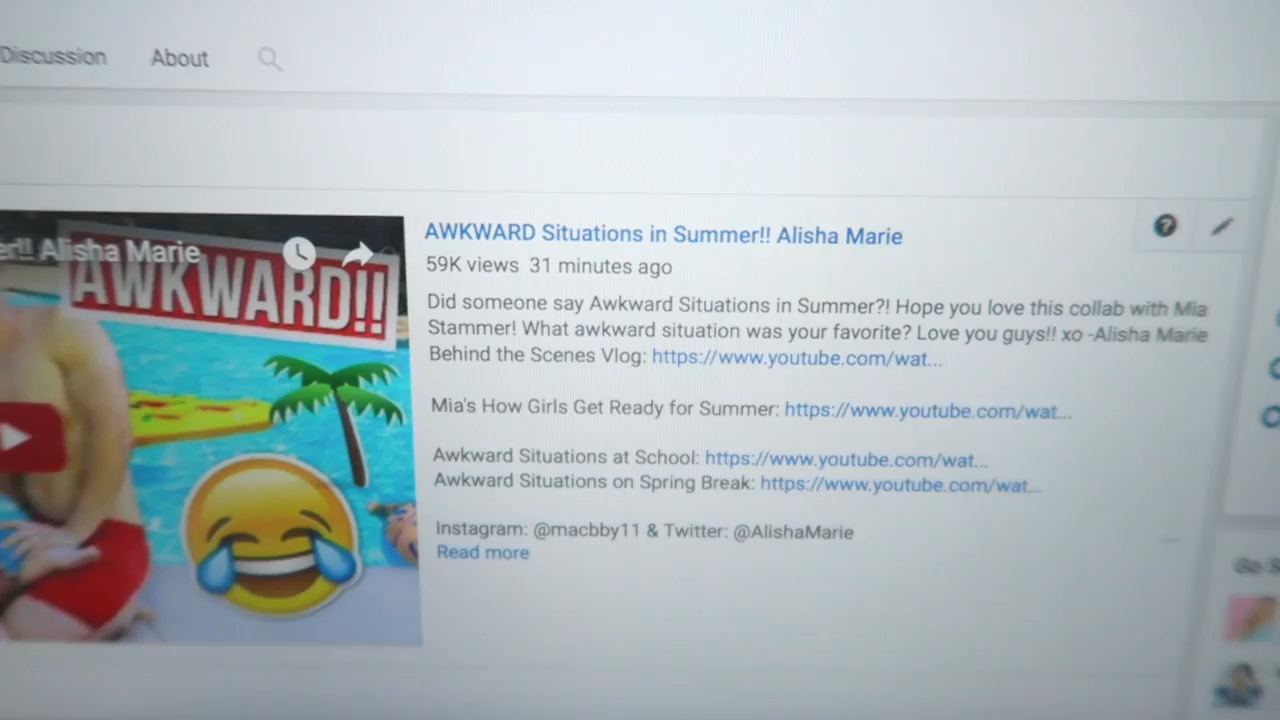 Discussion About
er!! Alisha Marie
AWKWARD!!
AWKWARD Situations in Summer!! Alisha Marie
59K views 31 minutes ago
Did someone say Awkward Situations in Summer?! Hope you love this collab with Mia
Stammer! What awkward situation was your favorite? Love you guys!! xo -Alisha Marie
Behind the Scenes Vlog: https://www.youtube.com/wat...
Mia's How Girls Get Ready for Summer: https://www.youtube.com/wat...
Awkward Situations at School: https://www.youtube.com/wat...
Awkward Situations on Spring Break: https://www.youtube.com/wat...
Instagram: @macbby11 & Twitter: @AlishaMarie
Read more
Go S